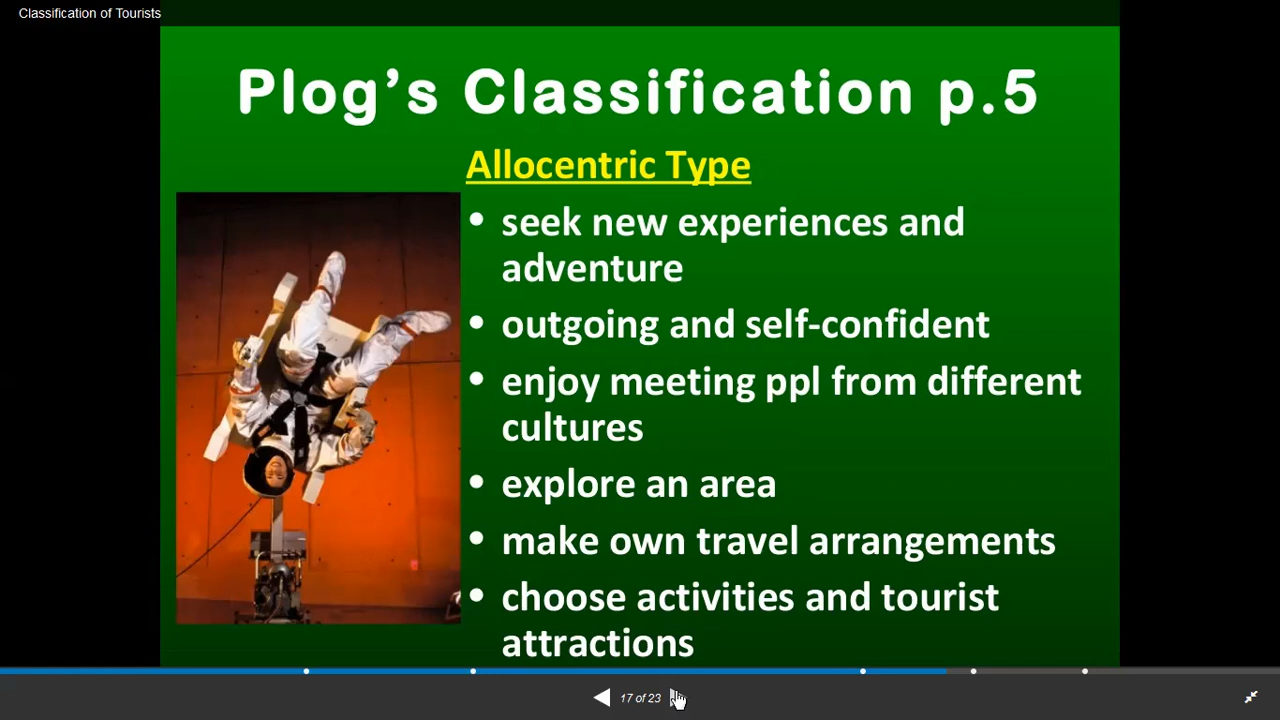 Classification of Tourists
Plog’s Classification p.5
Allocentric Type
• seek new experiences and
adventure
• outgoing and self-confident
• enjoy meeting ppl from different
cultures
• explore an area
• make own travel arrangements
• choose activities and tourist
attractions
17 of 23